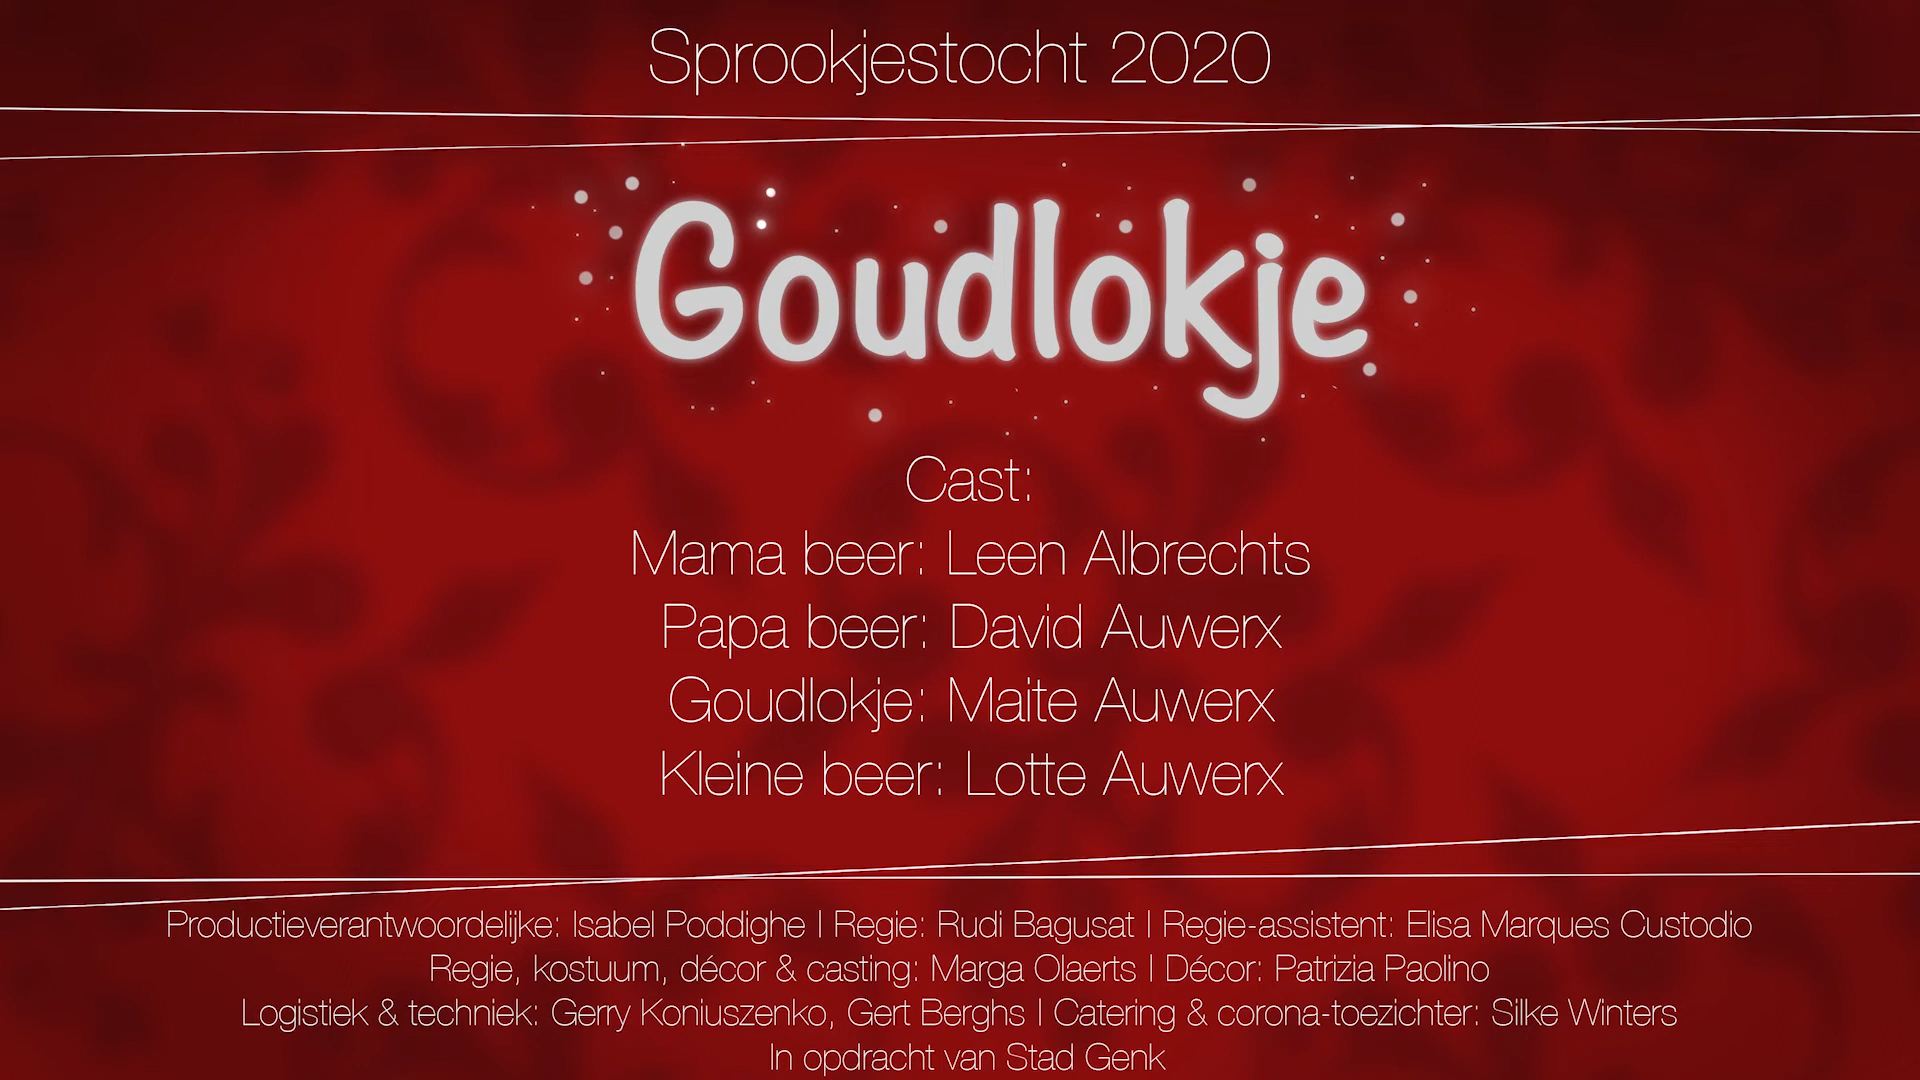 Sprookjestocht 2020
Goudlokje
Cast:
Mama beer: Leen Albrechts
Papa beer: David Auwerx
Goudlokje: Maite Auwerx
Kleine beer: Lotte Auwerx
Productieverantwoordelijke: Isabel Poddighe | Regie: Rudi Bagusat | Regie-assistent: Elisa Marques Custodio
Regie, kostuum, décor & casting: Marga Olaerts | Décor: Patrizia Paolino
Logistiek & techniek: Gerry Koniuszenko, Gert Berghs | Catering & corona-toezichter: Silke Winters
In opdracht van Stad Genk